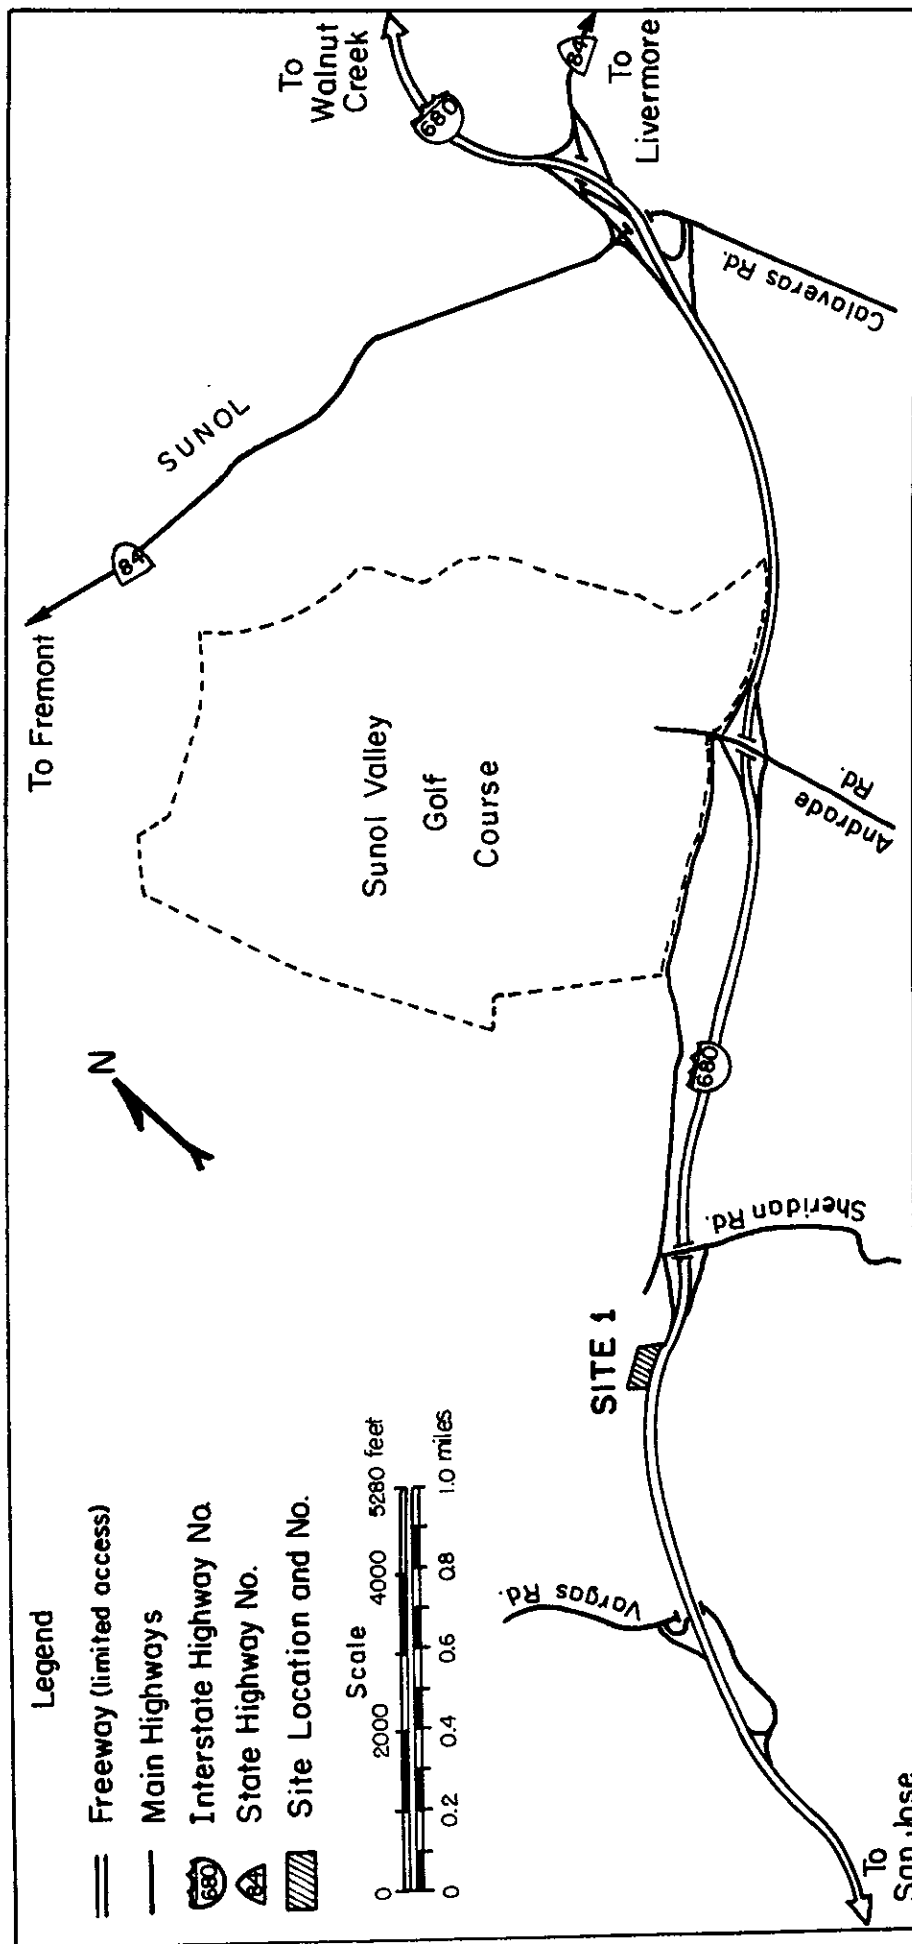 Legend
Freeway (limited access)
Main Highways
680 Interstate Highway No.
84 State Highway No.
Site Location and No.
Scale
0 2000 4000 5280 feet
0 0.2 0.4 0.6 0.8 1.0 miles
N
To Fremont
84
SUNOL
Sunol Valley
Golf
Course
To
Walnut
Creek
680
84
To
Livermore
Calaveras Rd.
Andrade
Rd.
680
Sheridan
Rd.
SITE 1
Vargas
Rd.
To
San Jose